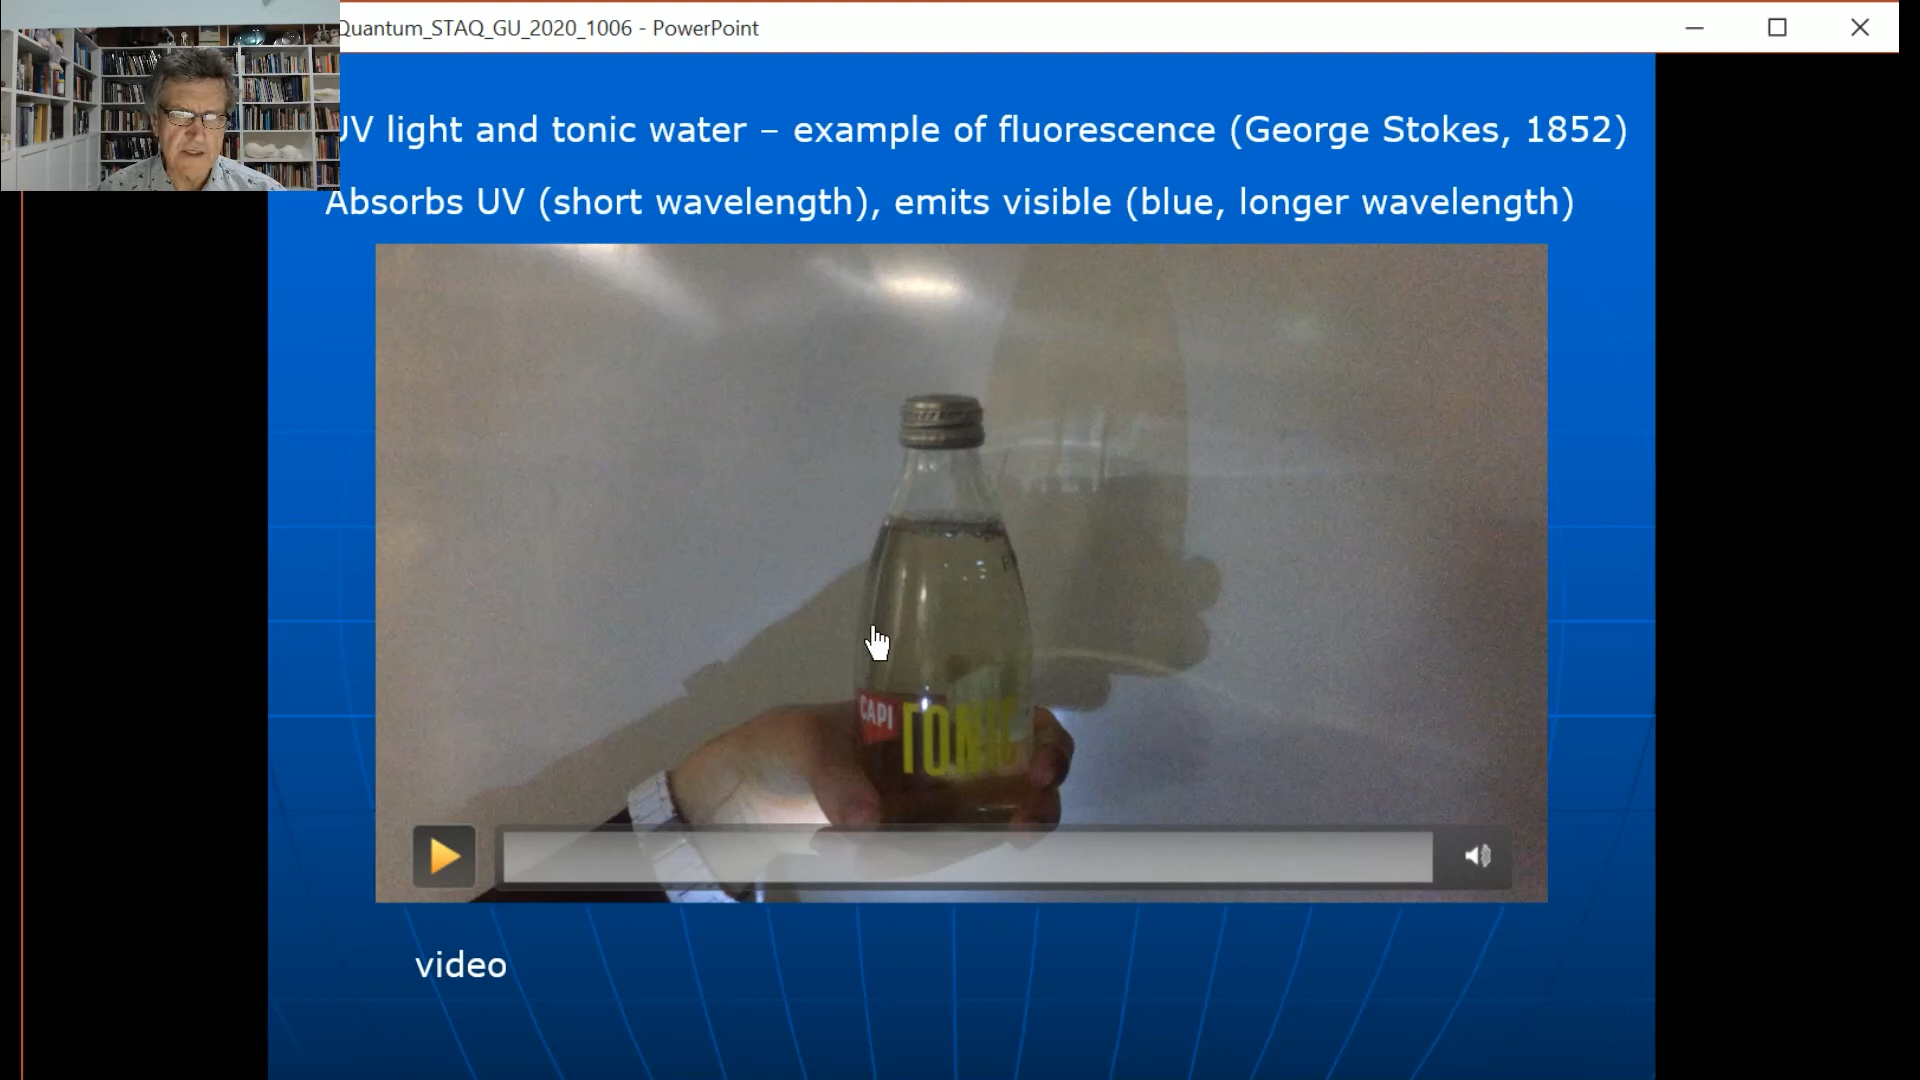 Quantum_STAQ_GU_2020_1006 - PowerPoint
UV light and tonic water – example of fluorescence (George Stokes, 1852)
Absorbs UV (short wavelength), emits visible (blue, longer wavelength)
CAPI
TONIC
video